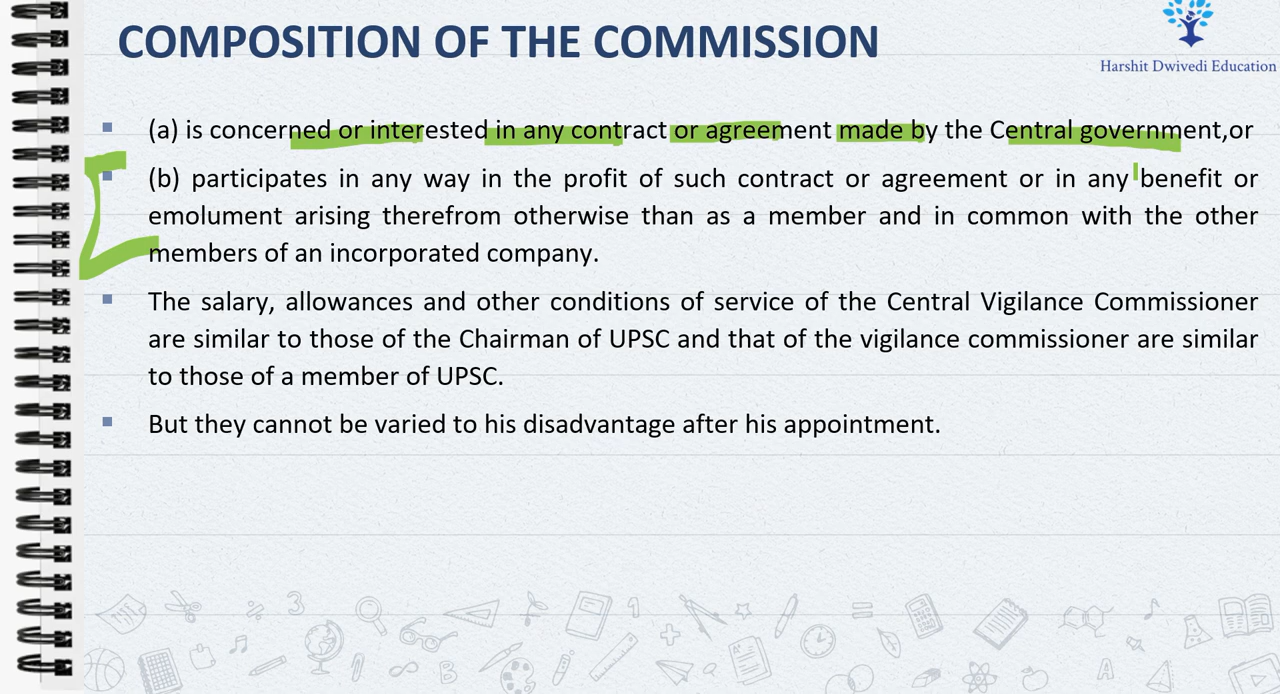 COMPOSITION OF THE COMMISSION
Harshit Dwivedi Education
(a) is concerned or interested in any contract or agreement made by the Central government,or
(b) participates in any way in the profit of such contract or agreement or in any benefit or
emolument arising therefrom otherwise than as a member and in common with the other
members of an incorporated company.
The salary, allowances and other conditions of service of the Central Vigilance Commissioner
are similar to those of the Chairman of UPSC and that of the vigilance commissioner are similar
to those of a member of UPSC.
But they cannot be varied to his disadvantage after his appointment.